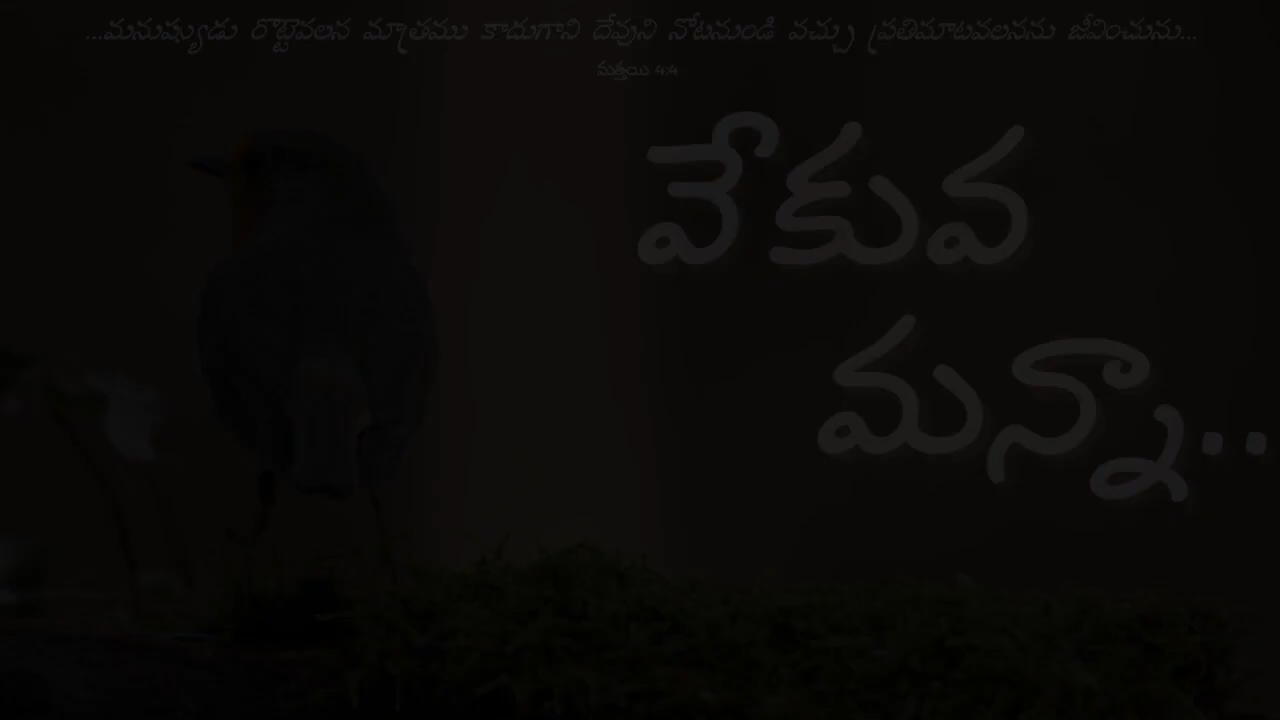 ...మనుష్యుడు రొట్టెవలన మాత్రము కాదుగాని దేవుని నోటనుండి వచ్చు ప్రతిమాటవలనను జీవించును...
మత్తయి 4:4
వేకువ
మన్నా..